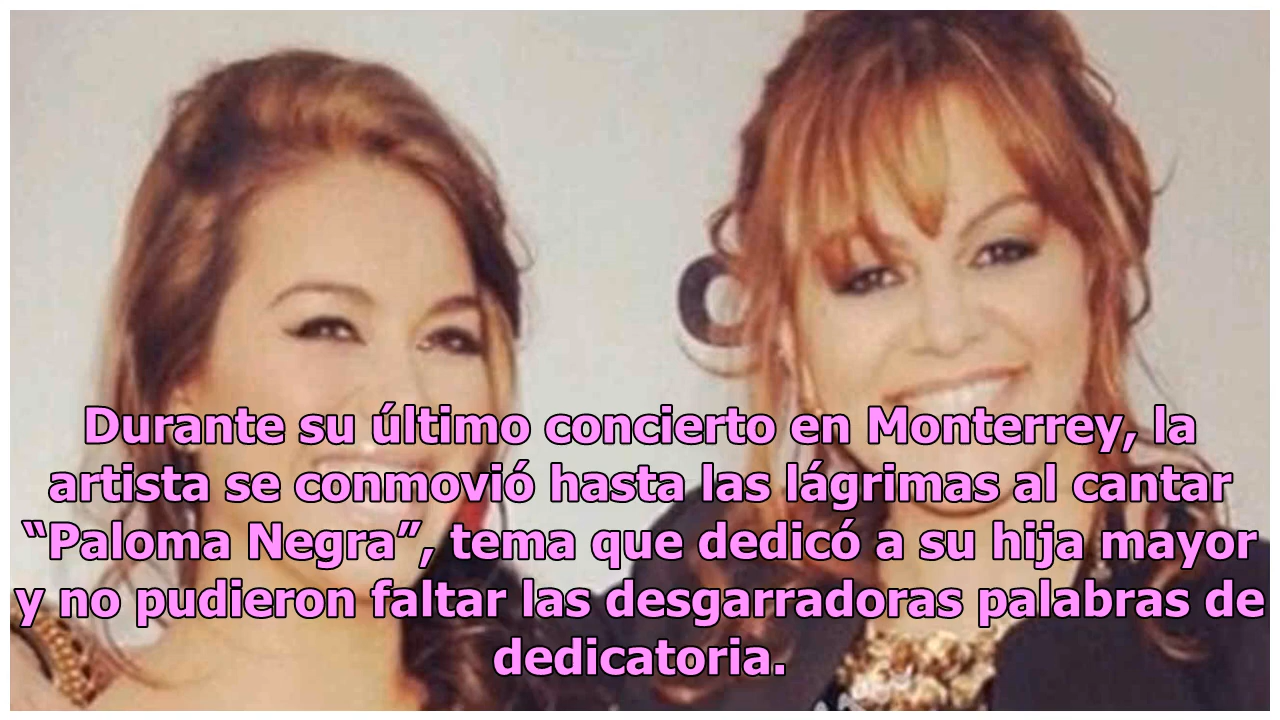 Durante su último concierto en Monterrey, la
artista se conmovió hasta las lágrimas al cantar
“Paloma Negra”, tema que dedicó a su hija mayor
y no pudieron faltar las desgarradoras palabras de
dedicatoria.